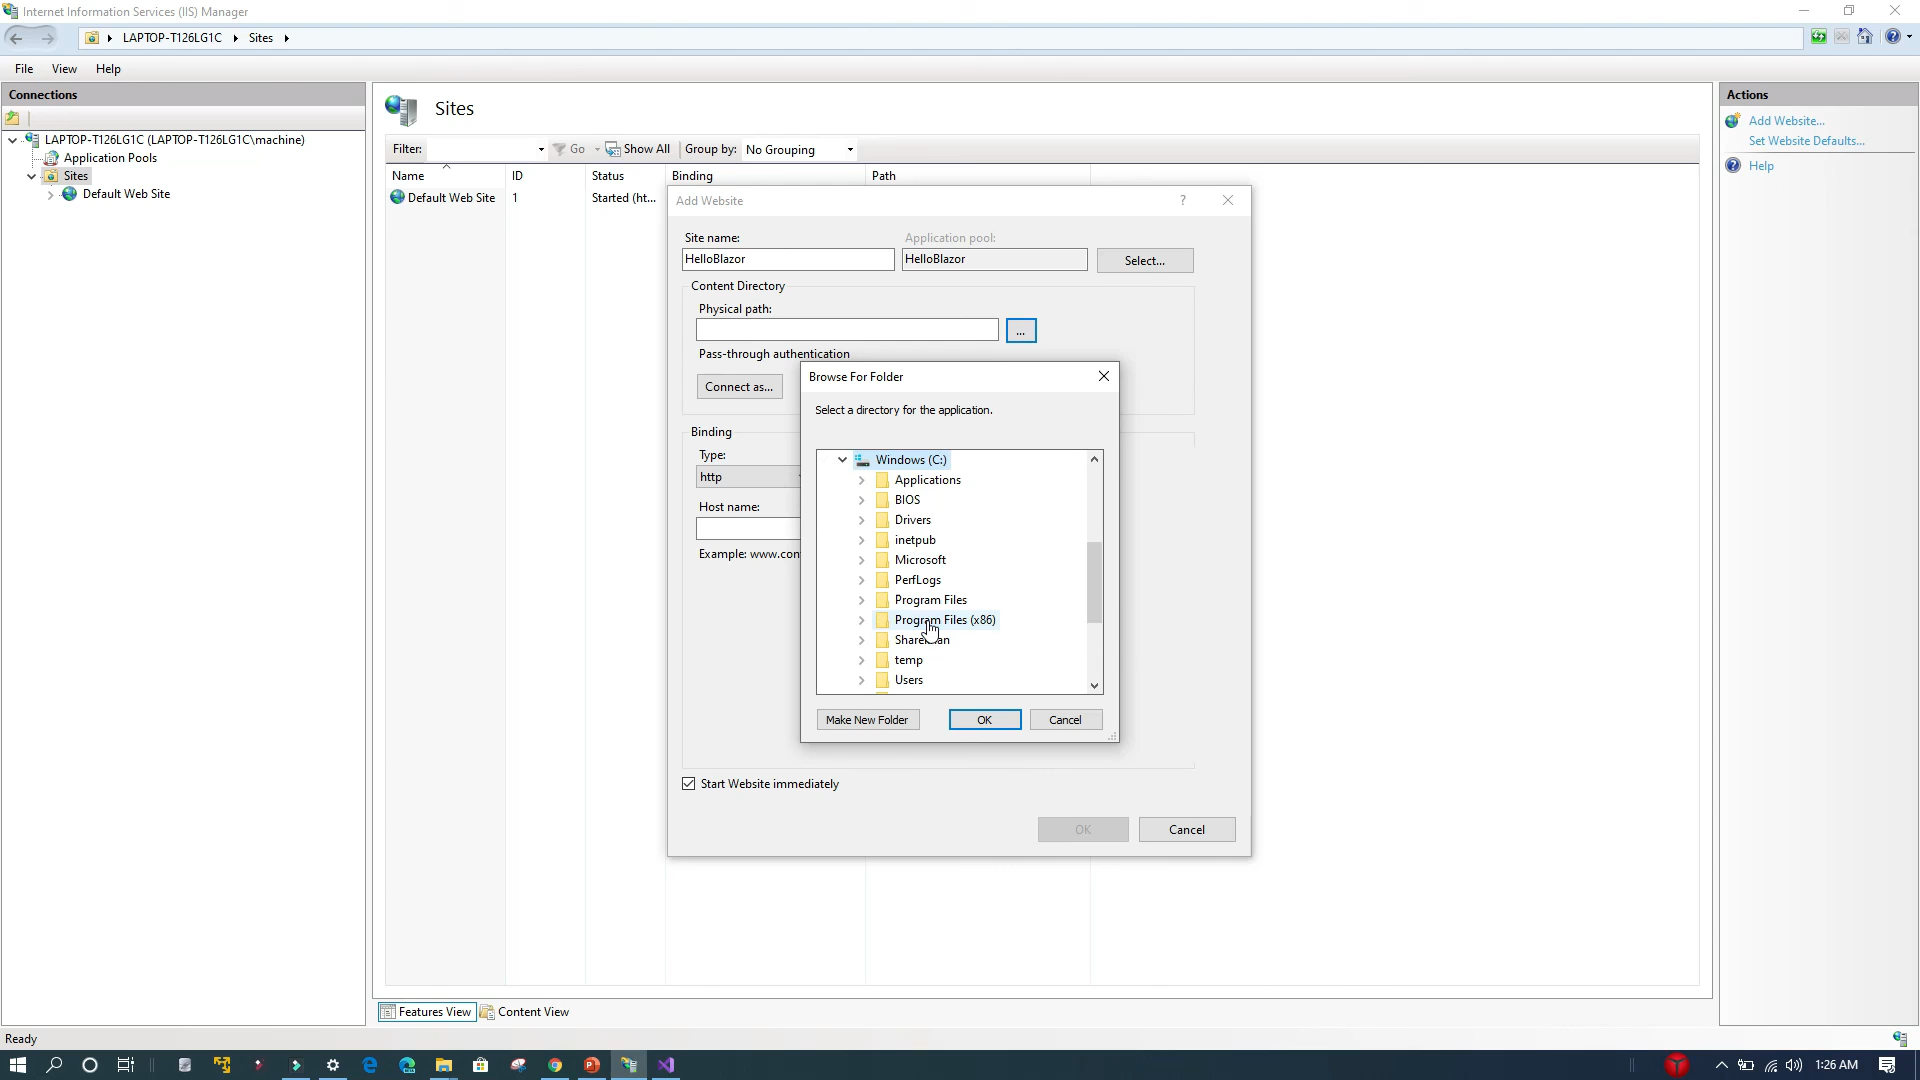 Internet Information Services (IIS) Manager
LAPTOP-T126LG1C Sites
File View Help
Connections
LAPTOP-T126LG1C (LAPTOP-T126LG1C\machine)
Application Pools
Sites
Default Web Site
Sites
Filter: Go Show All Group by: No Grouping
Name ID Status Binding Path
Default Web Site 1 Started (ht...
Add Website ?
Site name: Application pool:
HelloBlazor HelloBlazor Select...
Content Directory
Physical path:
...
Pass-through authentication
Connect as...
Binding
Type:
http
Host name:
Example: www.con
Browse For Folder
Select a directory for the application.
Windows (C:)
Applications
BIOS
Drivers
inetpub
Microsoft
PerfLogs
Program Files
Program Files (x86)
temp
Users
Make New Folder OK Cancel
Start Website immediately
OK Cancel
Actions
Add Website...
Set Website Defaults...
Help
Features View Content View
Ready
1:26 AM